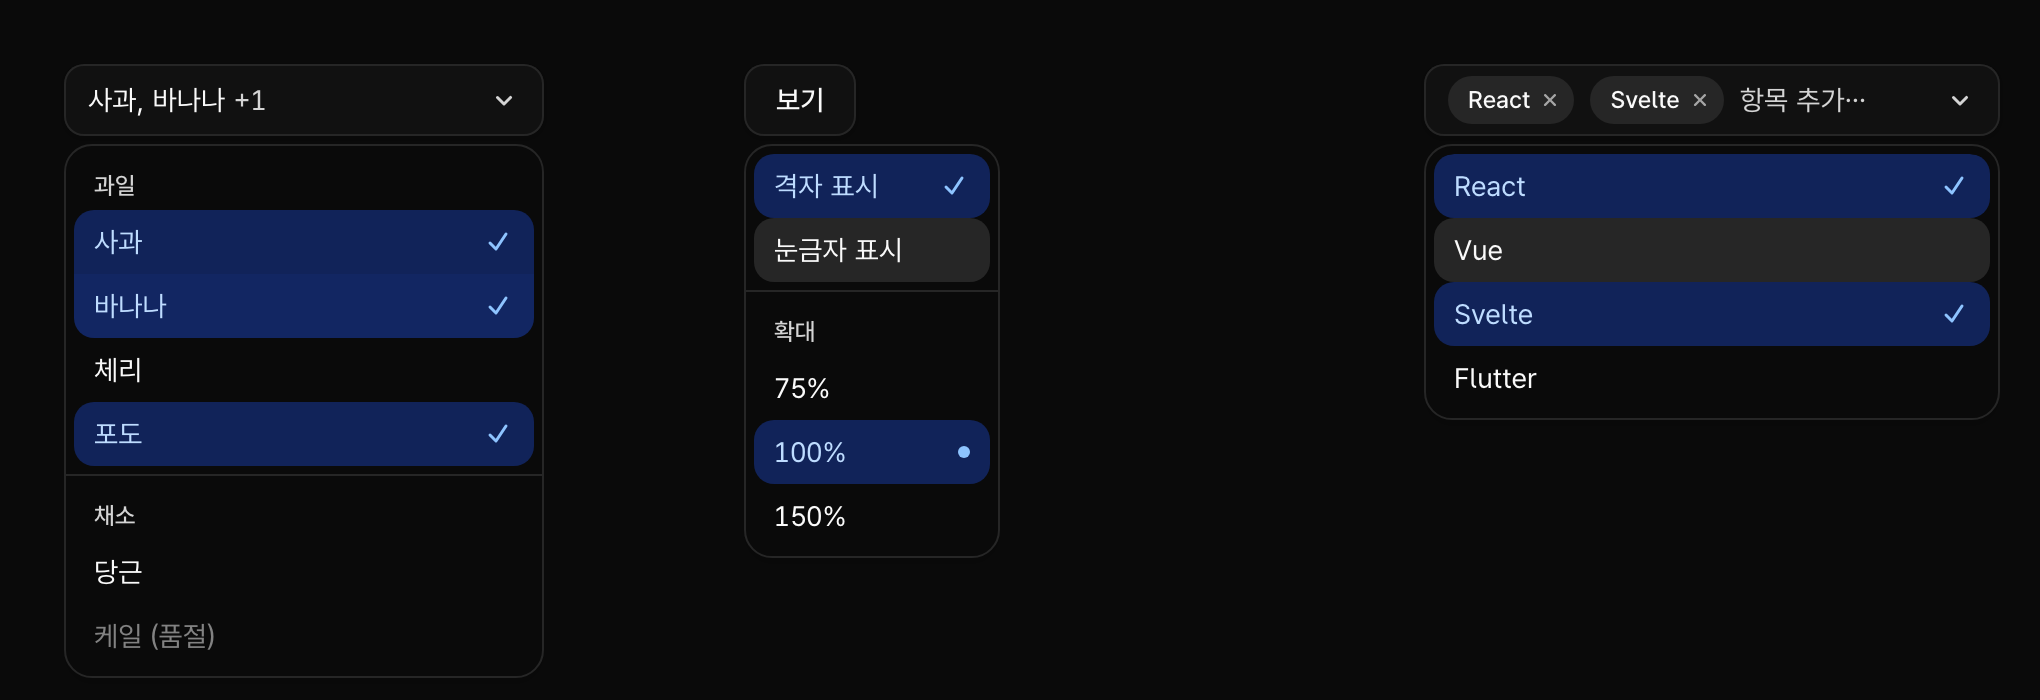 사과, 바나나 +1
과일
사과
바나나
체리
포도
채소
당근
케일 (품절)
보기
격자 표시
눈금자 표시
확대
75%
100%
150%
React Svelte 항목 추가…
React
Vue
Svelte
Flutter